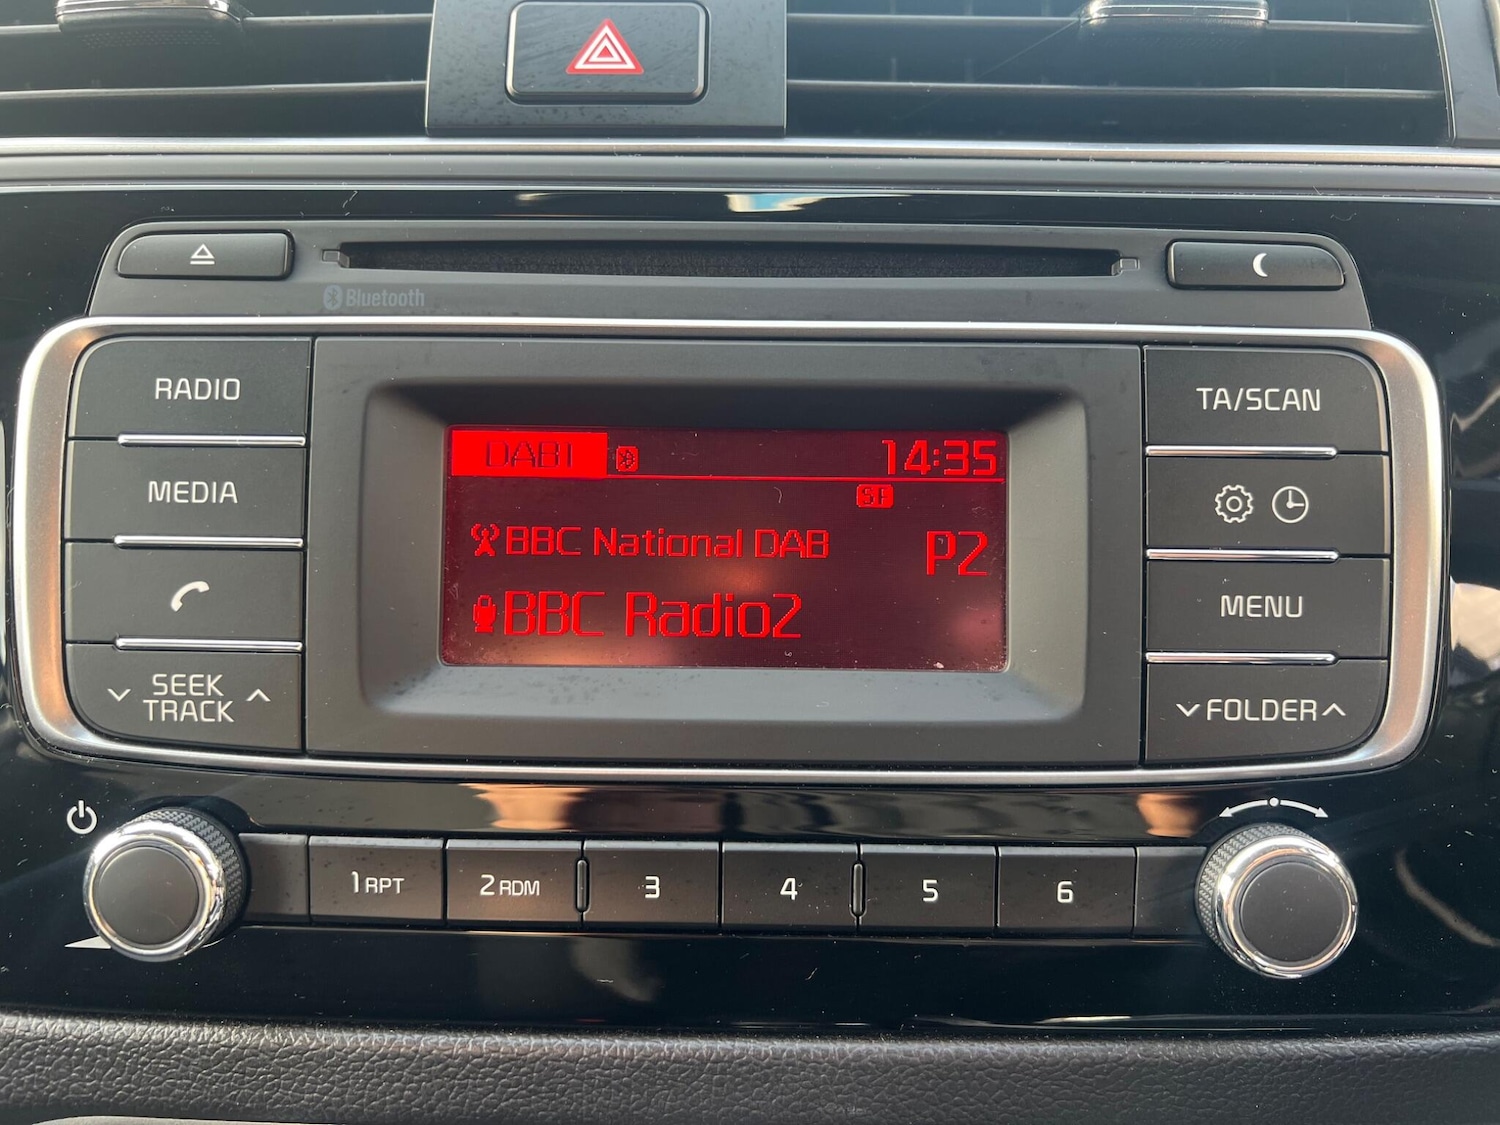 Bluetooth
RADIO
MEDIA
SEEK
TRACK
DAB1
14:35
SF
BBC National DAB
P2
BBC Radio2
TA/SCAN
MENU
FOLDER
1 RPT
2 RDM
3
4
5
6